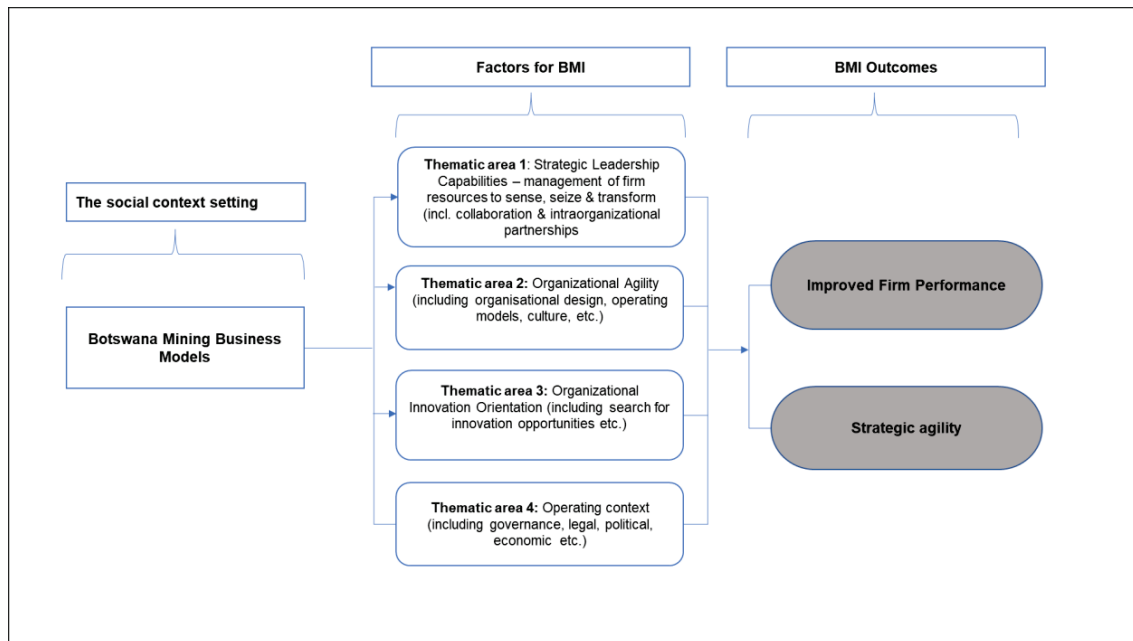 Factors for BMI
BMI Outcomes
The social context setting
Botswana Mining Business
Models
Thematic area 1: Strategic Leadership
Capabilities – management of firm
resources to sense, seize & transform
(incl. collaboration & intraorganizational
partnerships
Thematic area 2: Organizational Agility
(including organisational design, operating
models, culture, etc.)
Thematic area 3: Organizational
Innovation Orientation (including search for
innovation opportunities etc.)
Thematic area 4: Operating context
(including governance, legal, political,
economic etc.)
Improved Firm Performance
Strategic agility